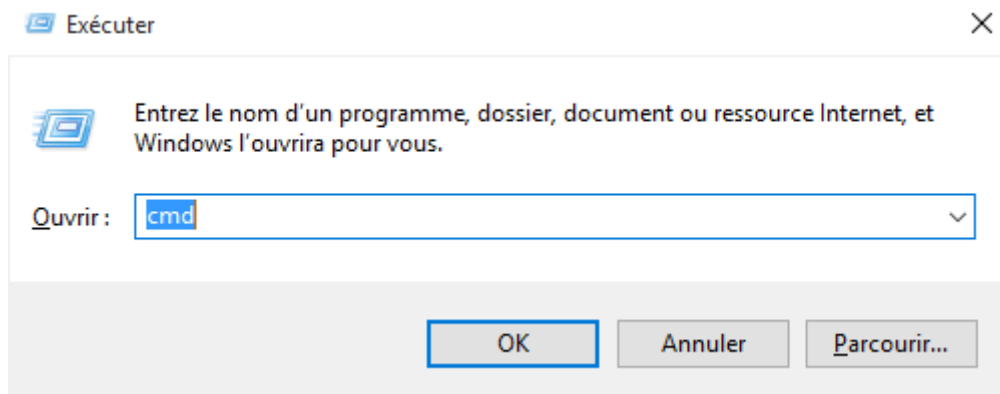 Exécuter
Entrez le nom d'un programme, dossier, document ou ressource Internet, et
Windows l'ouvrira pour vous.
Ouvrir : cmd
OK Annuler Parcourir...